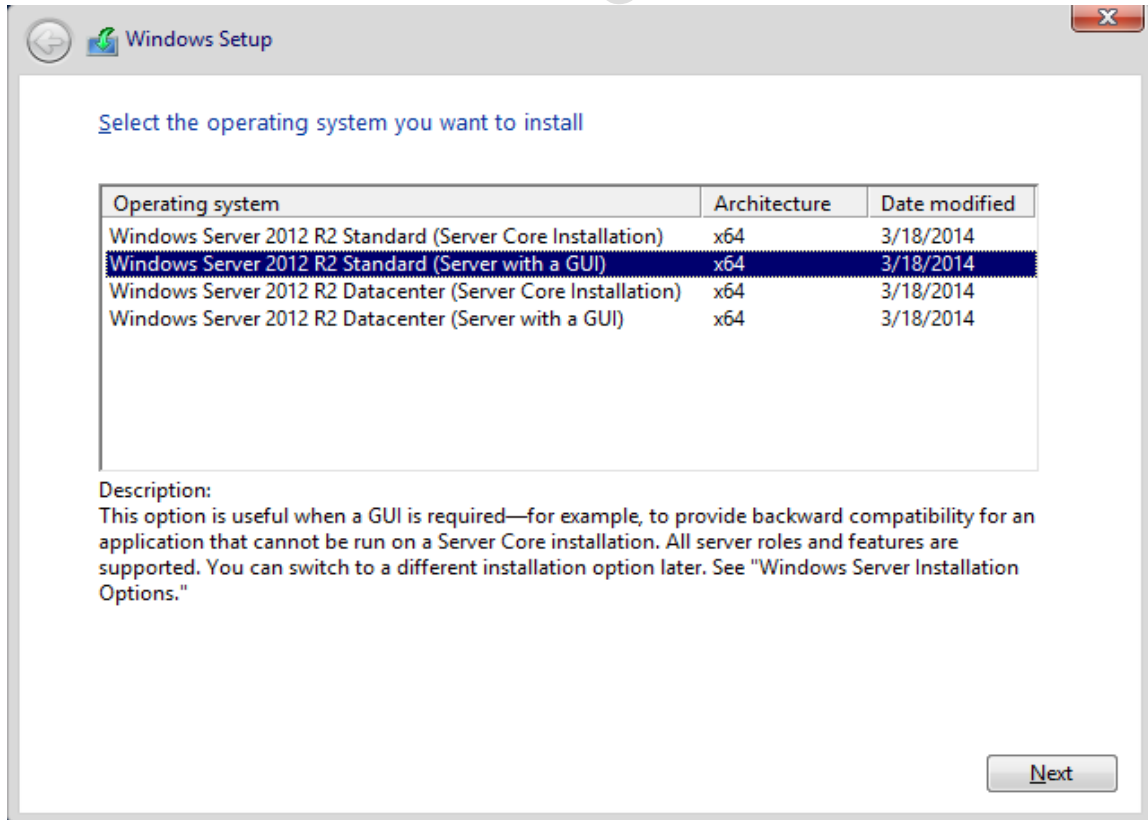 Windows Setup
Select the operating system you want to install
Operating system Architecture Date modified
Windows Server 2012 R2 Standard (Server Core Installation) x64 3/18/2014
Windows Server 2012 R2 Standard (Server with a GUI) x64 3/18/2014
Windows Server 2012 R2 Datacenter (Server Core Installation) x64 3/18/2014
Windows Server 2012 R2 Datacenter (Server with a GUI) x64 3/18/2014
Description:
This option is useful when a GUI is required—for example, to provide backward compatibility for an
application that cannot be run on a Server Core installation. All server roles and features are
supported. You can switch to a different installation option later. See "Windows Server Installation
Options."
Next